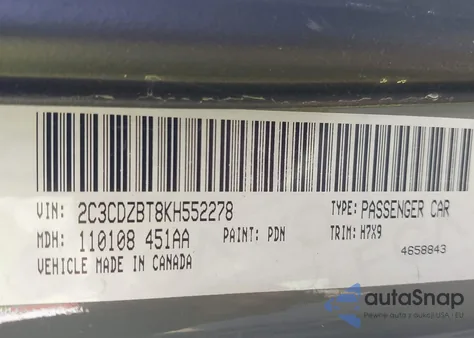 VIN: 2C3CDZBT8KH552278 TYPE: PASSENGER CAR
MDH: 110108 451AA PAINT: PDN TRIM: H7X9
VEHICLE MADE IN CANADA 4658843
autoSnap